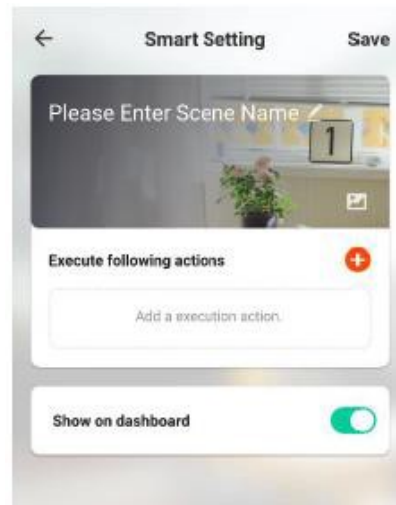 Smart Setting
Save
Please Enter Scene Name
1
Execute following actions
Add a execution action.
Show on dashboard